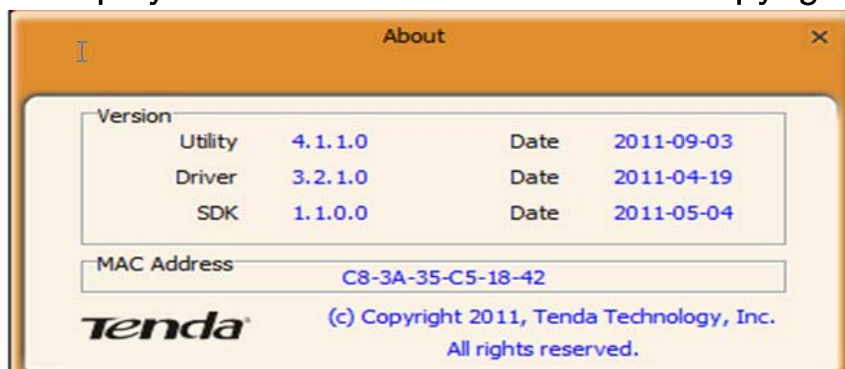 About
Version
Utility 4.1.1.0 Date 2011-09-03
Driver 3.2.1.0 Date 2011-04-19
SDK 1.1.0.0 Date 2011-05-04
MAC Address
C8-3A-35-C5-18-42
Tenda
(c) Copyright 2011, Tenda Technology, Inc.
All rights reserved.